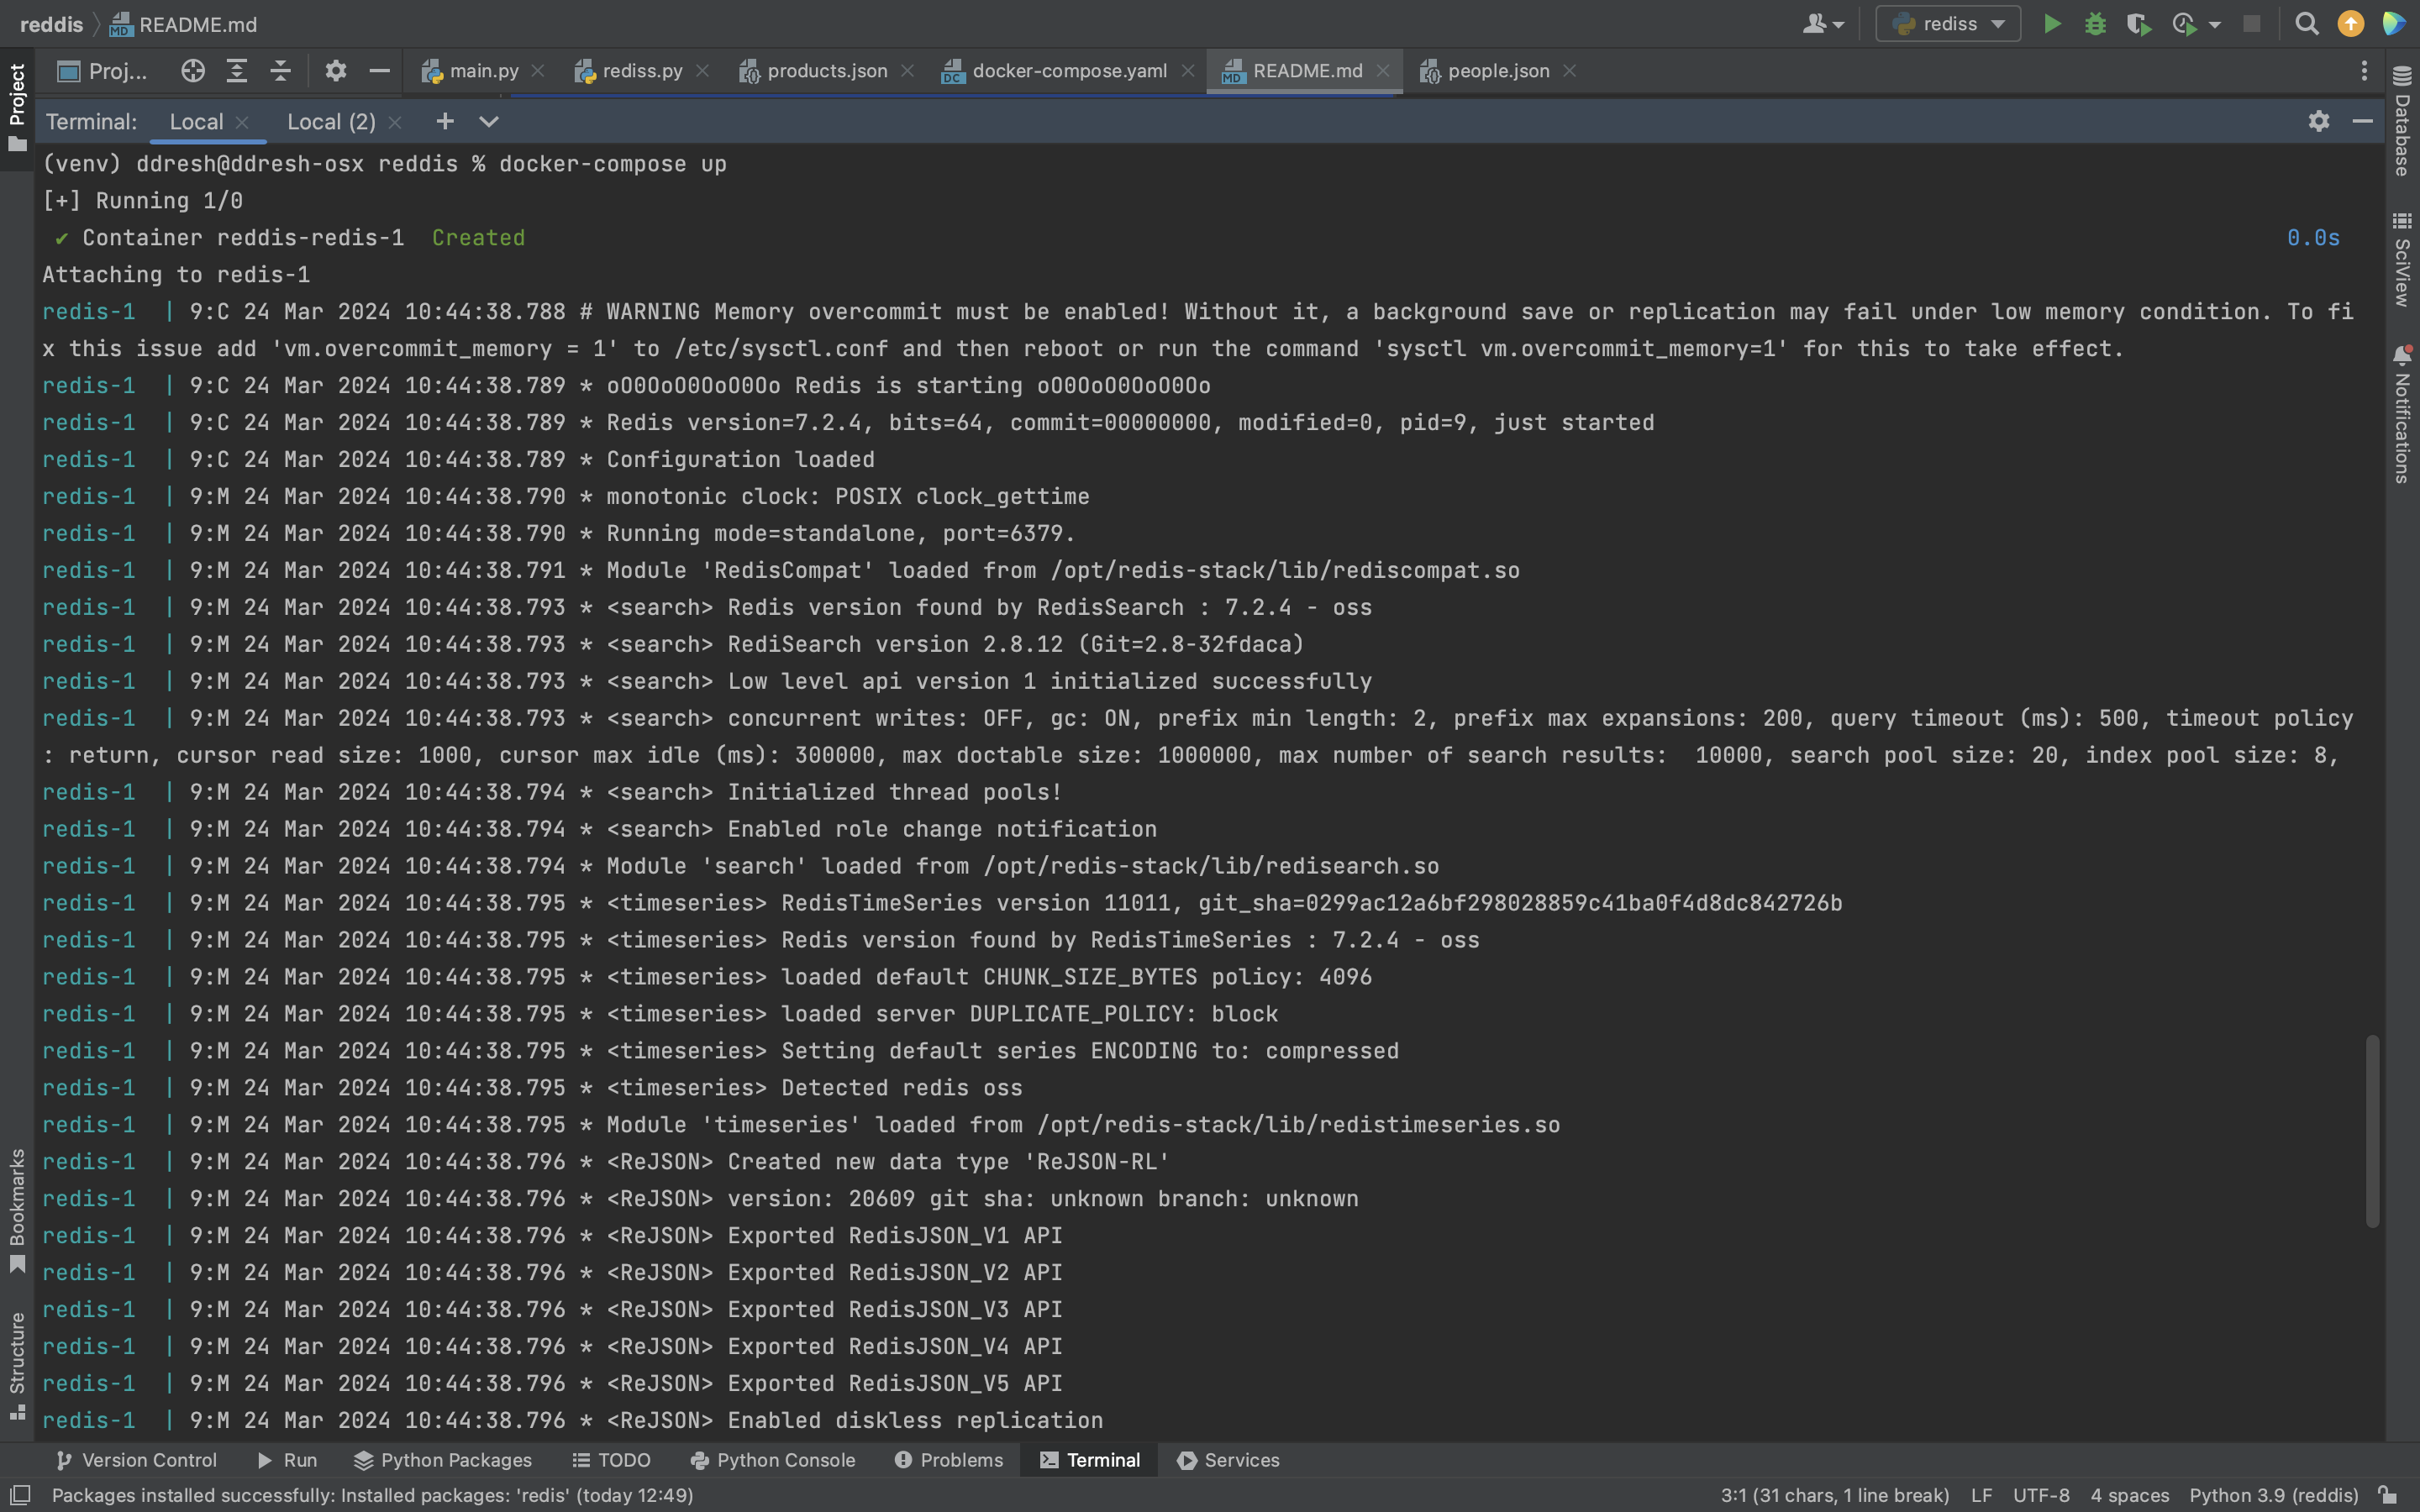 reddis README.md
rediss
Proj...
main.py
rediss.py
products.json
docker-compose.yaml
README.md
people.json
Terminal: Local Local (2)
(venv) ddresh@ddresh-osx reddis % docker-compose up
[+] Running 1/0
✔ Container reddis-redis-1 Created 0.0s
Attaching to redis-1
redis-1 | 9:C 24 Mar 2024 10:44:38.788 # WARNING Memory overcommit must be enabled! Without it, a background save or replication may fail under low memory condition. To fi
x this issue add 'vm.overcommit_memory = 1' to /etc/sysctl.conf and then reboot or run the command 'sysctl vm.overcommit_memory=1' for this to take effect.
redis-1 | 9:C 24 Mar 2024 10:44:38.789 * oO0OoO0OoO0Oo Redis is starting oO0OoO0OoO0Oo
redis-1 | 9:C 24 Mar 2024 10:44:38.789 * Redis version=7.2.4, bits=64, commit=00000000, modified=0, pid=9, just started
redis-1 | 9:C 24 Mar 2024 10:44:38.789 * Configuration loaded
redis-1 | 9:M 24 Mar 2024 10:44:38.790 * monotonic clock: POSIX clock_gettime
redis-1 | 9:M 24 Mar 2024 10:44:38.790 * Running mode=standalone, port=6379.
redis-1 | 9:M 24 Mar 2024 10:44:38.791 * Module 'RedisCompat' loaded from /opt/redis-stack/lib/rediscompat.so
redis-1 | 9:M 24 Mar 2024 10:44:38.793 * <search> Redis version found by RedisSearch : 7.2.4 - oss
redis-1 | 9:M 24 Mar 2024 10:44:38.793 * <search> RediSearch version 2.8.12 (Git=2.8-32fdaca)
redis-1 | 9:M 24 Mar 2024 10:44:38.793 * <search> Low level api version 1 initialized successfully
redis-1 | 9:M 24 Mar 2024 10:44:38.793 * <search> concurrent writes: OFF, gc: ON, prefix min length: 2, prefix max expansions: 200, query timeout (ms): 500, timeout policy
: return, cursor read size: 1000, cursor max idle (ms): 300000, max doctable size: 1000000, max number of search results:  10000, search pool size: 20, index pool size: 8,
redis-1 | 9:M 24 Mar 2024 10:44:38.794 * <search> Initialized thread pools!
redis-1 | 9:M 24 Mar 2024 10:44:38.794 * <search> Enabled role change notification
redis-1 | 9:M 24 Mar 2024 10:44:38.794 * Module 'search' loaded from /opt/redis-stack/lib/redisearch.so
redis-1 | 9:M 24 Mar 2024 10:44:38.795 * <timeseries> RedisTimeSeries version 11011, git_sha=0299ac12a6bf298028859c41ba0f4d8dc842726b
redis-1 | 9:M 24 Mar 2024 10:44:38.795 * <timeseries> Redis version found by RedisTimeSeries : 7.2.4 - oss
redis-1 | 9:M 24 Mar 2024 10:44:38.795 * <timeseries> loaded default CHUNK_SIZE_BYTES policy: 4096
redis-1 | 9:M 24 Mar 2024 10:44:38.795 * <timeseries> loaded server DUPLICATE_POLICY: block
redis-1 | 9:M 24 Mar 2024 10:44:38.795 * <timeseries> Setting default series ENCODING to: compressed
redis-1 | 9:M 24 Mar 2024 10:44:38.795 * <timeseries> Detected redis oss
redis-1 | 9:M 24 Mar 2024 10:44:38.795 * Module 'timeseries' loaded from /opt/redis-stack/lib/redistimeseries.so
redis-1 | 9:M 24 Mar 2024 10:44:38.796 * <ReJSON> Created new data type 'ReJSON-RL'
redis-1 | 9:M 24 Mar 2024 10:44:38.796 * <ReJSON> version: 20609 git sha: unknown branch: unknown
redis-1 | 9:M 24 Mar 2024 10:44:38.796 * <ReJSON> Exported RedisJSON_V1 API
redis-1 | 9:M 24 Mar 2024 10:44:38.796 * <ReJSON> Exported RedisJSON_V2 API
redis-1 | 9:M 24 Mar 2024 10:44:38.796 * <ReJSON> Exported RedisJSON_V3 API
redis-1 | 9:M 24 Mar 2024 10:44:38.796 * <ReJSON> Exported RedisJSON_V4 API
redis-1 | 9:M 24 Mar 2024 10:44:38.796 * <ReJSON> Exported RedisJSON_V5 API
redis-1 | 9:M 24 Mar 2024 10:44:38.796 * <ReJSON> Enabled diskless replication
Project
Bookmarks
Structure
Database
SciView
Notifications
Version Control Run Python Packages TODO Python Console Problems Terminal Services
Packages installed successfully: Installed packages: 'redis' (today 12:49) 3:1 (31 chars, 1 line break) LF UTF-8 4 spaces Python 3.9 (reddis)